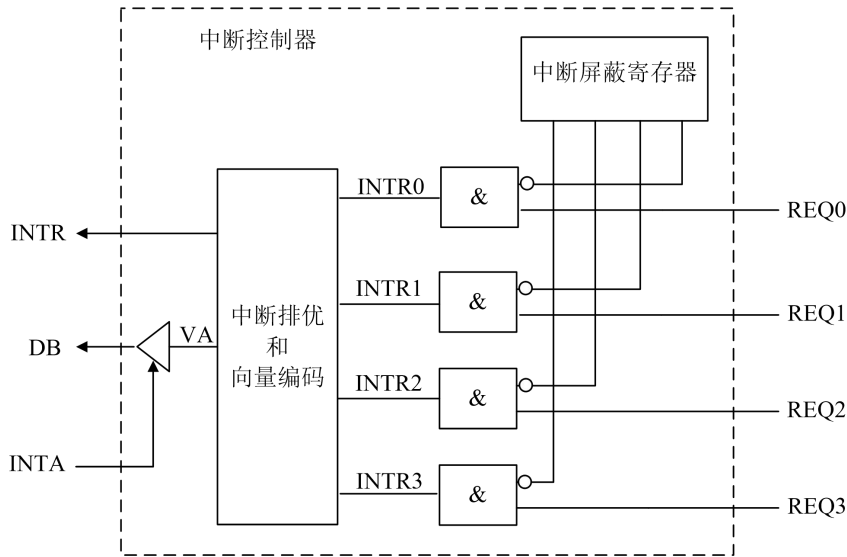 中断控制器
中断屏蔽寄存器
INTR0
&
REQ0
INTR
INTR1
&
REQ1
中断排优
和
向量编码
VA
DB
INTR2
&
REQ2
INTA
INTR3
&
REQ3